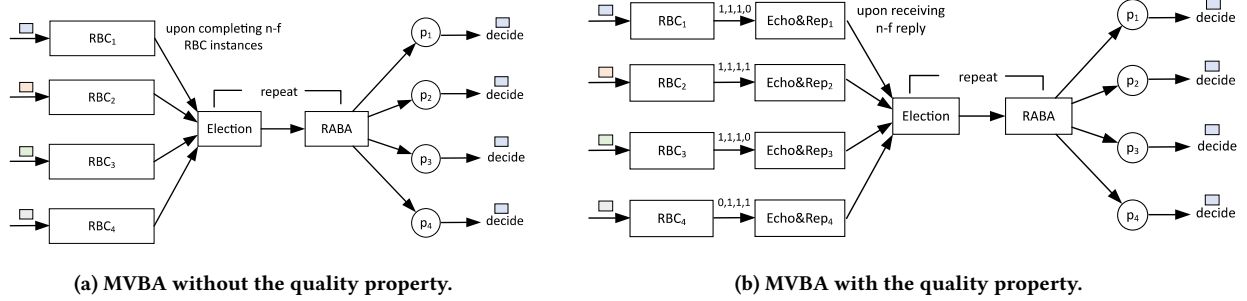 RBC1
upon completing n-f
RBC instances
RBC2
RBC3
RBC4
Election
repeat
RABA
p1
decide
p2
decide
p3
decide
p4
decide
(a) MVBA without the quality property.
RBC1
1,1,1,0
Echo&Rep1
upon receiving
n-f reply
RBC2
1,1,1,1
Echo&Rep2
RBC3
1,1,1,0
Echo&Rep3
RBC4
0,1,1,1
Echo&Rep4
Election
repeat
RABA
p1
decide
p2
decide
p3
decide
p4
decide
(b) MVBA with the quality property.